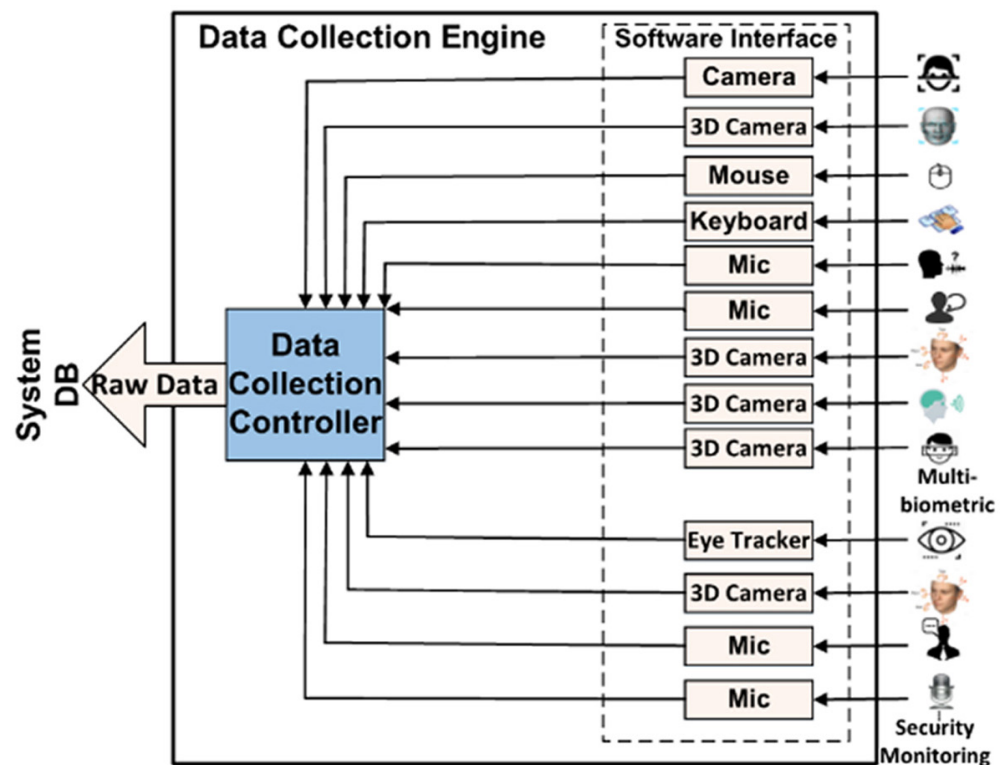 Data Collection Engine
Software Interface
Camera
3D Camera
Mouse
Keyboard
Mic
?
Mic
3D Camera
3D Camera
3D Camera
Multi-
biometric
System
DB
Raw Data
Data
Collection
Controller
Eye Tracker
3D Camera
Mic
Mic
Security
Monitoring